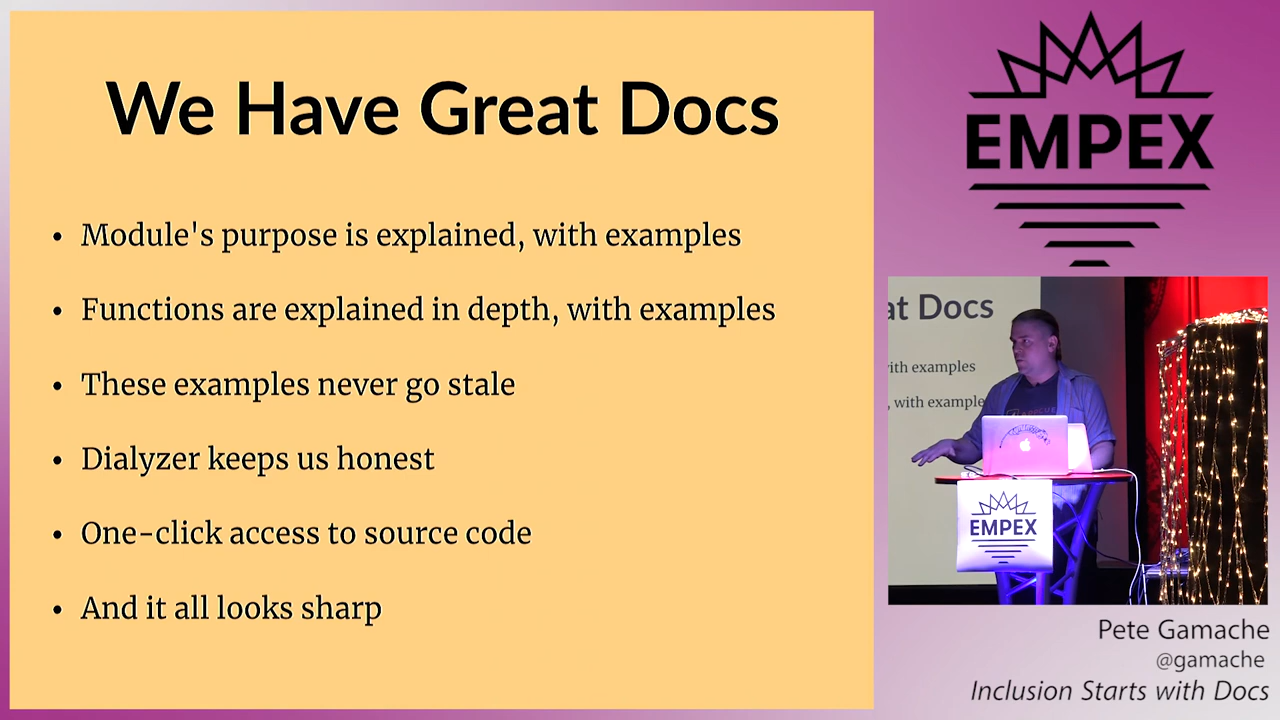 We Have Great Docs
• Module's purpose is explained, with examples
• Functions are explained in depth, with examples
• These examples never go stale
• Dialyzer keeps us honest
• One-click access to source code
• And it all looks sharp
EMPEX
at Docs
with examples
, with example
EMPEX
Pete Gamache
@gamache
Inclusion Starts with Docs